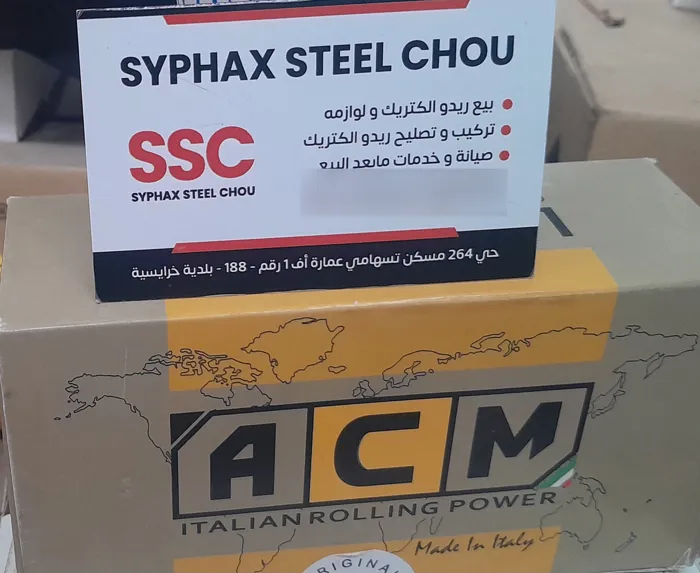 SYPHAX STEEL CHOU
بيع ريدو الكتريك و لوازمه
تركيب و تصليح ريدو الكتريك
صيانة و خدمات مابعد البيع
SSC
SYPHAX STEEL CHOU
حي 264 مسكن تساهمي عمارة أف 1 رقم - 188 - بلدية خرايسية
ACM
ITALIAN ROLLING POWER
Made In Italy
ORIGINAL